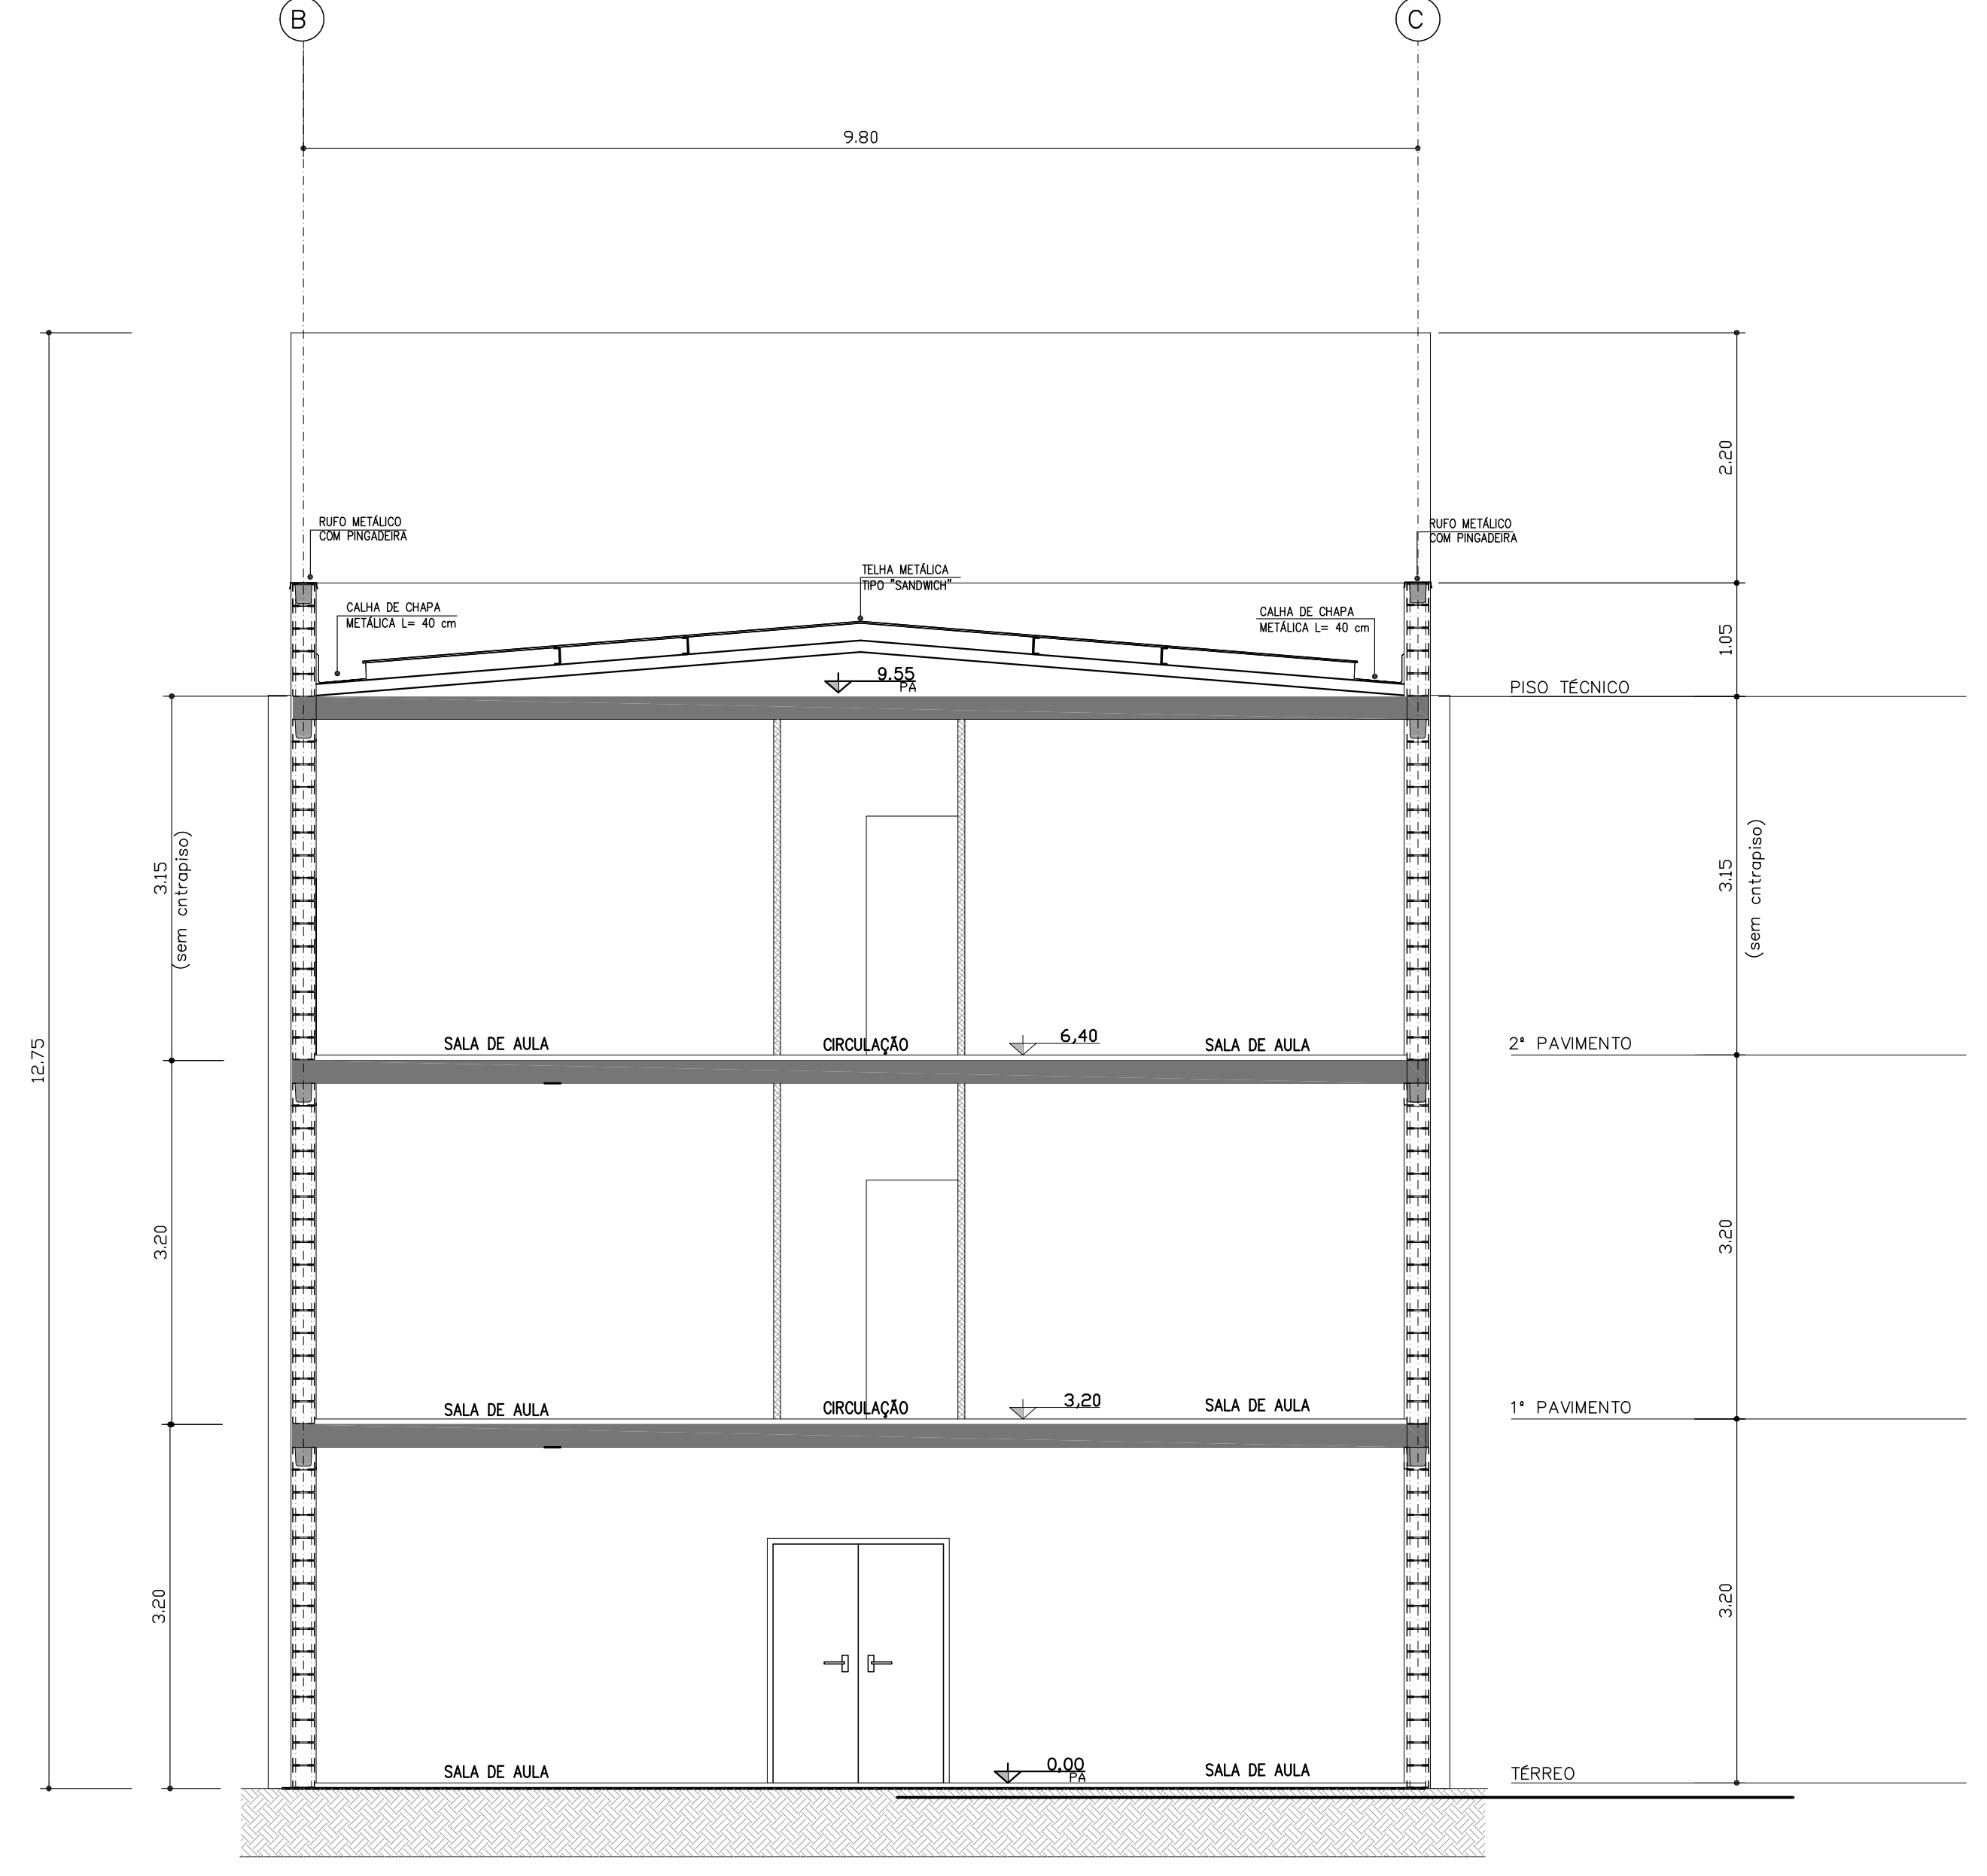 B
C
9.80
2.20
RUFO METÁLICO
COM PINGADEIRA
RUFO METÁLICO
COM PINGADEIRA
TELHA METÁLICA
TIPO "SANDWICH"
CALHA DE CHAPA
METÁLICA L= 40 cm
CALHA DE CHAPA
METÁLICA L= 40 cm
1.05
9.55
PA
PISO TÉCNICO
3.15
(sem cntrapiso)
3.15
(sem cntrapiso)
12.75
SALA DE AULA
CIRCULAÇÃO
6,40
SALA DE AULA
2º PAVIMENTO
3.20
3.20
SALA DE AULA
CIRCULAÇÃO
3,20
SALA DE AULA
1º PAVIMENTO
3.20
3.20
SALA DE AULA
0,00
PA
SALA DE AULA
TÉRREO